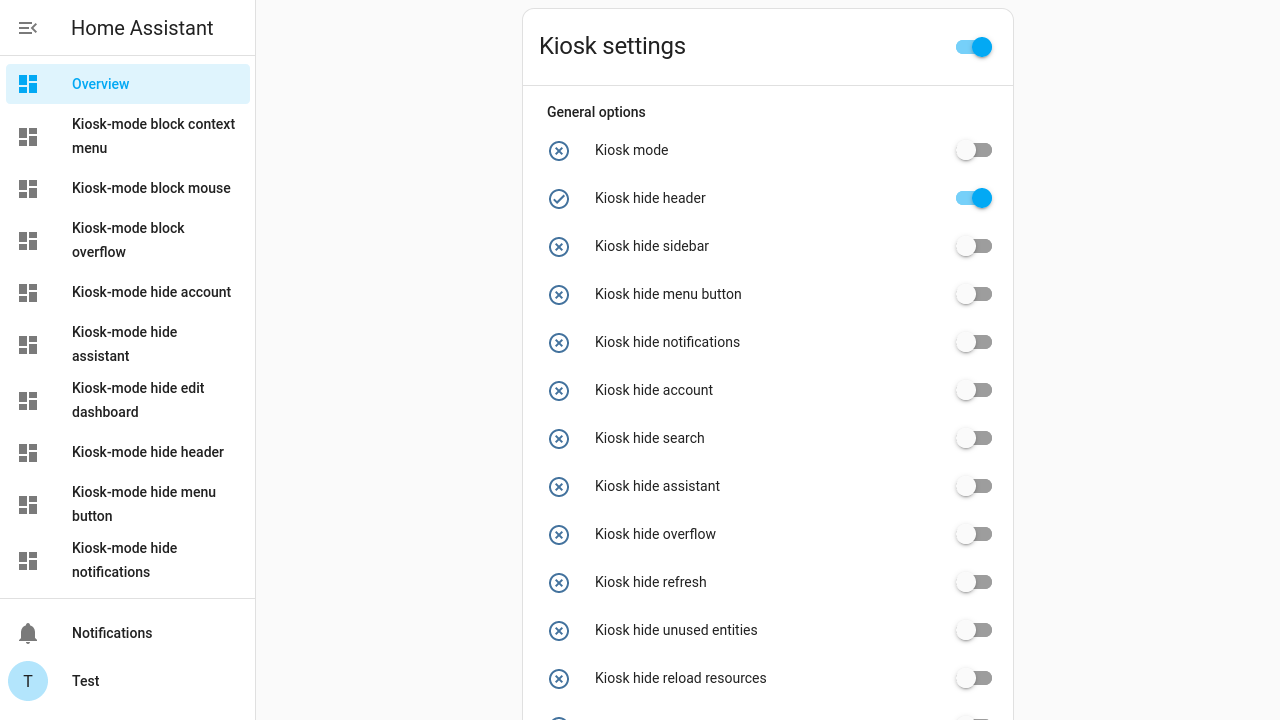 Home Assistant
Overview
Kiosk-mode block context
menu
Kiosk-mode block mouse
Kiosk-mode block
overflow
Kiosk-mode hide account
Kiosk-mode hide
assistant
Kiosk-mode hide edit
dashboard
Kiosk-mode hide header
Kiosk-mode hide menu
button
Kiosk-mode hide
notifications
Notifications
T
Test
Kiosk settings
General options
Kiosk mode
Kiosk hide header
Kiosk hide sidebar
Kiosk hide menu button
Kiosk hide notifications
Kiosk hide account
Kiosk hide search
Kiosk hide assistant
Kiosk hide overflow
Kiosk hide refresh
Kiosk hide unused entities
Kiosk hide reload resources